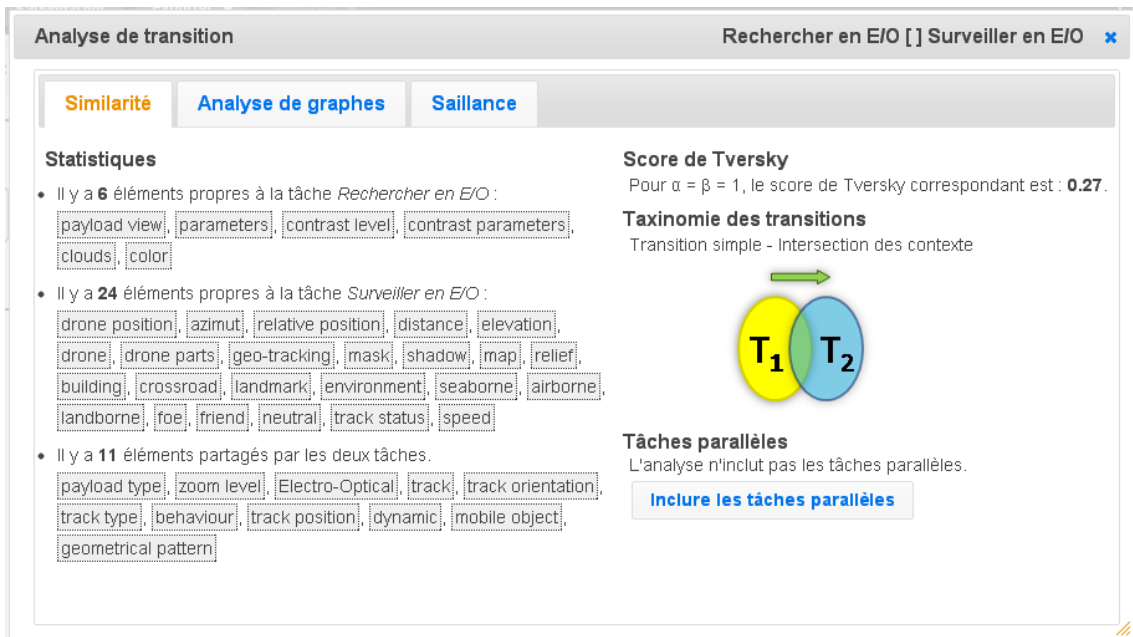 Analyse de transition
Rechercher en E/O [ ] Surveiller en E/O ×
Similarité
Analyse de graphes
Saillance
Statistiques
• Il y a 6 éléments propres à la tâche Rechercher en E/O :
payload view, parameters, contrast level, contrast parameters,
clouds, color
• Il y a 24 éléments propres à la tâche Surveiller en E/O :
drone position, azimut, relative position, distance, elevation,
drone, drone parts, geo-tracking, mask, shadow, map, relief,
building, crossroad, landmark, environment, seaborne, airborne,
landborne, foe, friend, neutral, track status, speed
• Il y a 11 éléments partagés par les deux tâches.
payload type, zoom level, Electro-Optical, track, track orientation,
track type, behaviour, track position, dynamic, mobile object,
geometrical pattern
Score de Tversky
Pour α = β = 1, le score de Tversky correspondant est : 0.27.
Taxinomie des transitions
Transition simple - Intersection des contexte
T1 T2
Tâches parallèles
L'analyse n'inclut pas les tâches parallèles.
Inclure les tâches parallèles